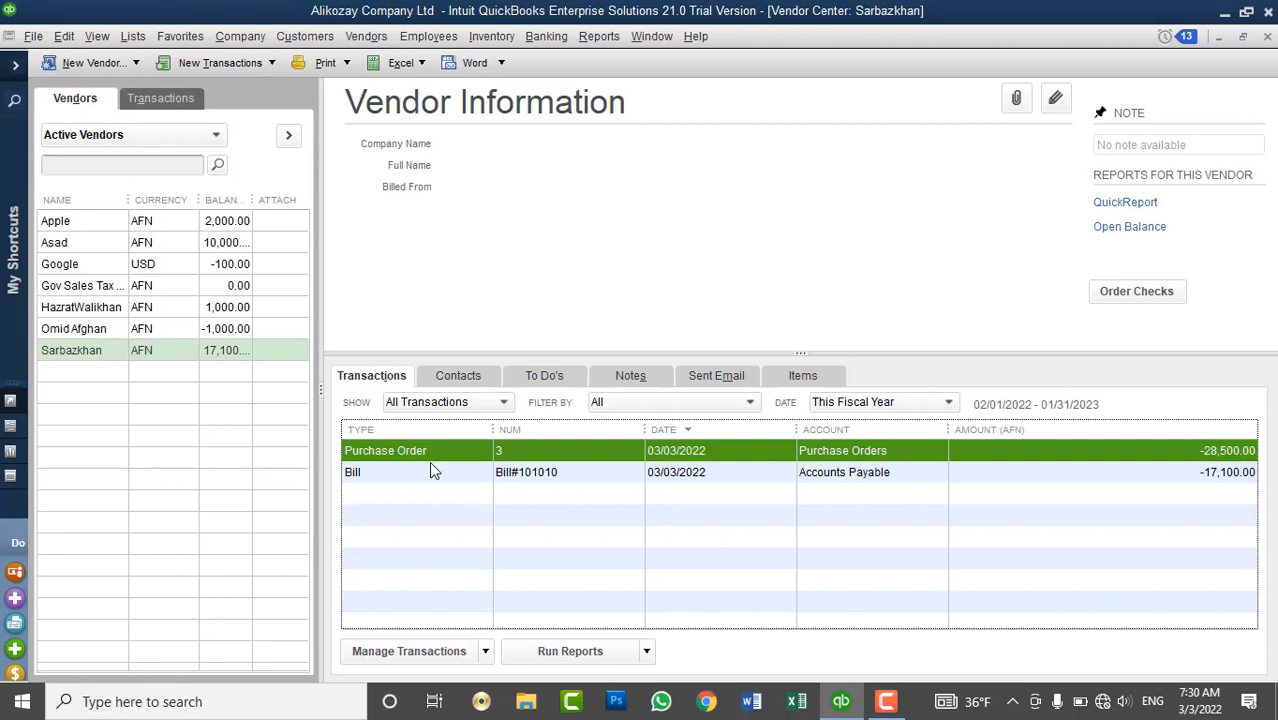 Alikozay Company Ltd - Intuit QuickBooks Enterprise Solutions 21.0 Trial Version - [Vendor Center: Sarbazkhan]
File Edit View Lists Favorites Company Customers Vendors Employees Inventory Banking Reports Window Help 13
New Vendor... New Transactions Print Excel Word
My Shortcuts
Do
Vendors Transactions
Active Vendors
NAME CURRENCY BALAN... ATTACH
Apple AFN 2,000.00
Asad AFN 10,000....
Google USD -100.00
Gov Sales Tax ... AFN 0.00
HazratWalikhan AFN 1,000.00
Omid Afghan AFN -1,000.00
Sarbazkhan AFN 17,100....
Vendor Information
Company Name
Full Name
Billed From
NOTE
No note available
REPORTS FOR THIS VENDOR
QuickReport
Open Balance
Order Checks
Transactions Contacts To Do's Notes Sent Email Items
SHOW All Transactions FILTER BY All DATE This Fiscal Year 02/01/2022 - 01/31/2023
TYPE NUM DATE ACCOUNT AMOUNT (AFN)
Purchase Order 3 03/03/2022 Purchase Orders -28,500.00
Bill Bill#101010 03/03/2022 Accounts Payable -17,100.00
Manage Transactions Run Reports
Type here to search
36°F ENG 7:30 AM
3/3/2022